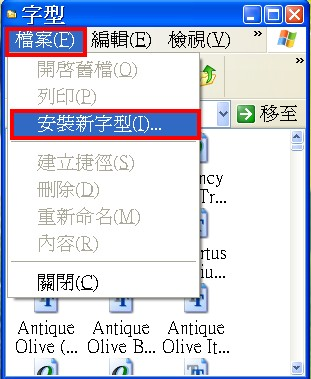 字型
檔案(F) 編輯(E) 檢視(V) »
開啓舊檔(O)
列印(P)
安裝新字型(I)...
移至
建立捷徑(S)
刪除(D)
重新命名(M)
內容(R)
關閉(C)
ncy
Tr...
rtus
iu...
Antique Antique Antique
Olive (... Olive B... Olive It...